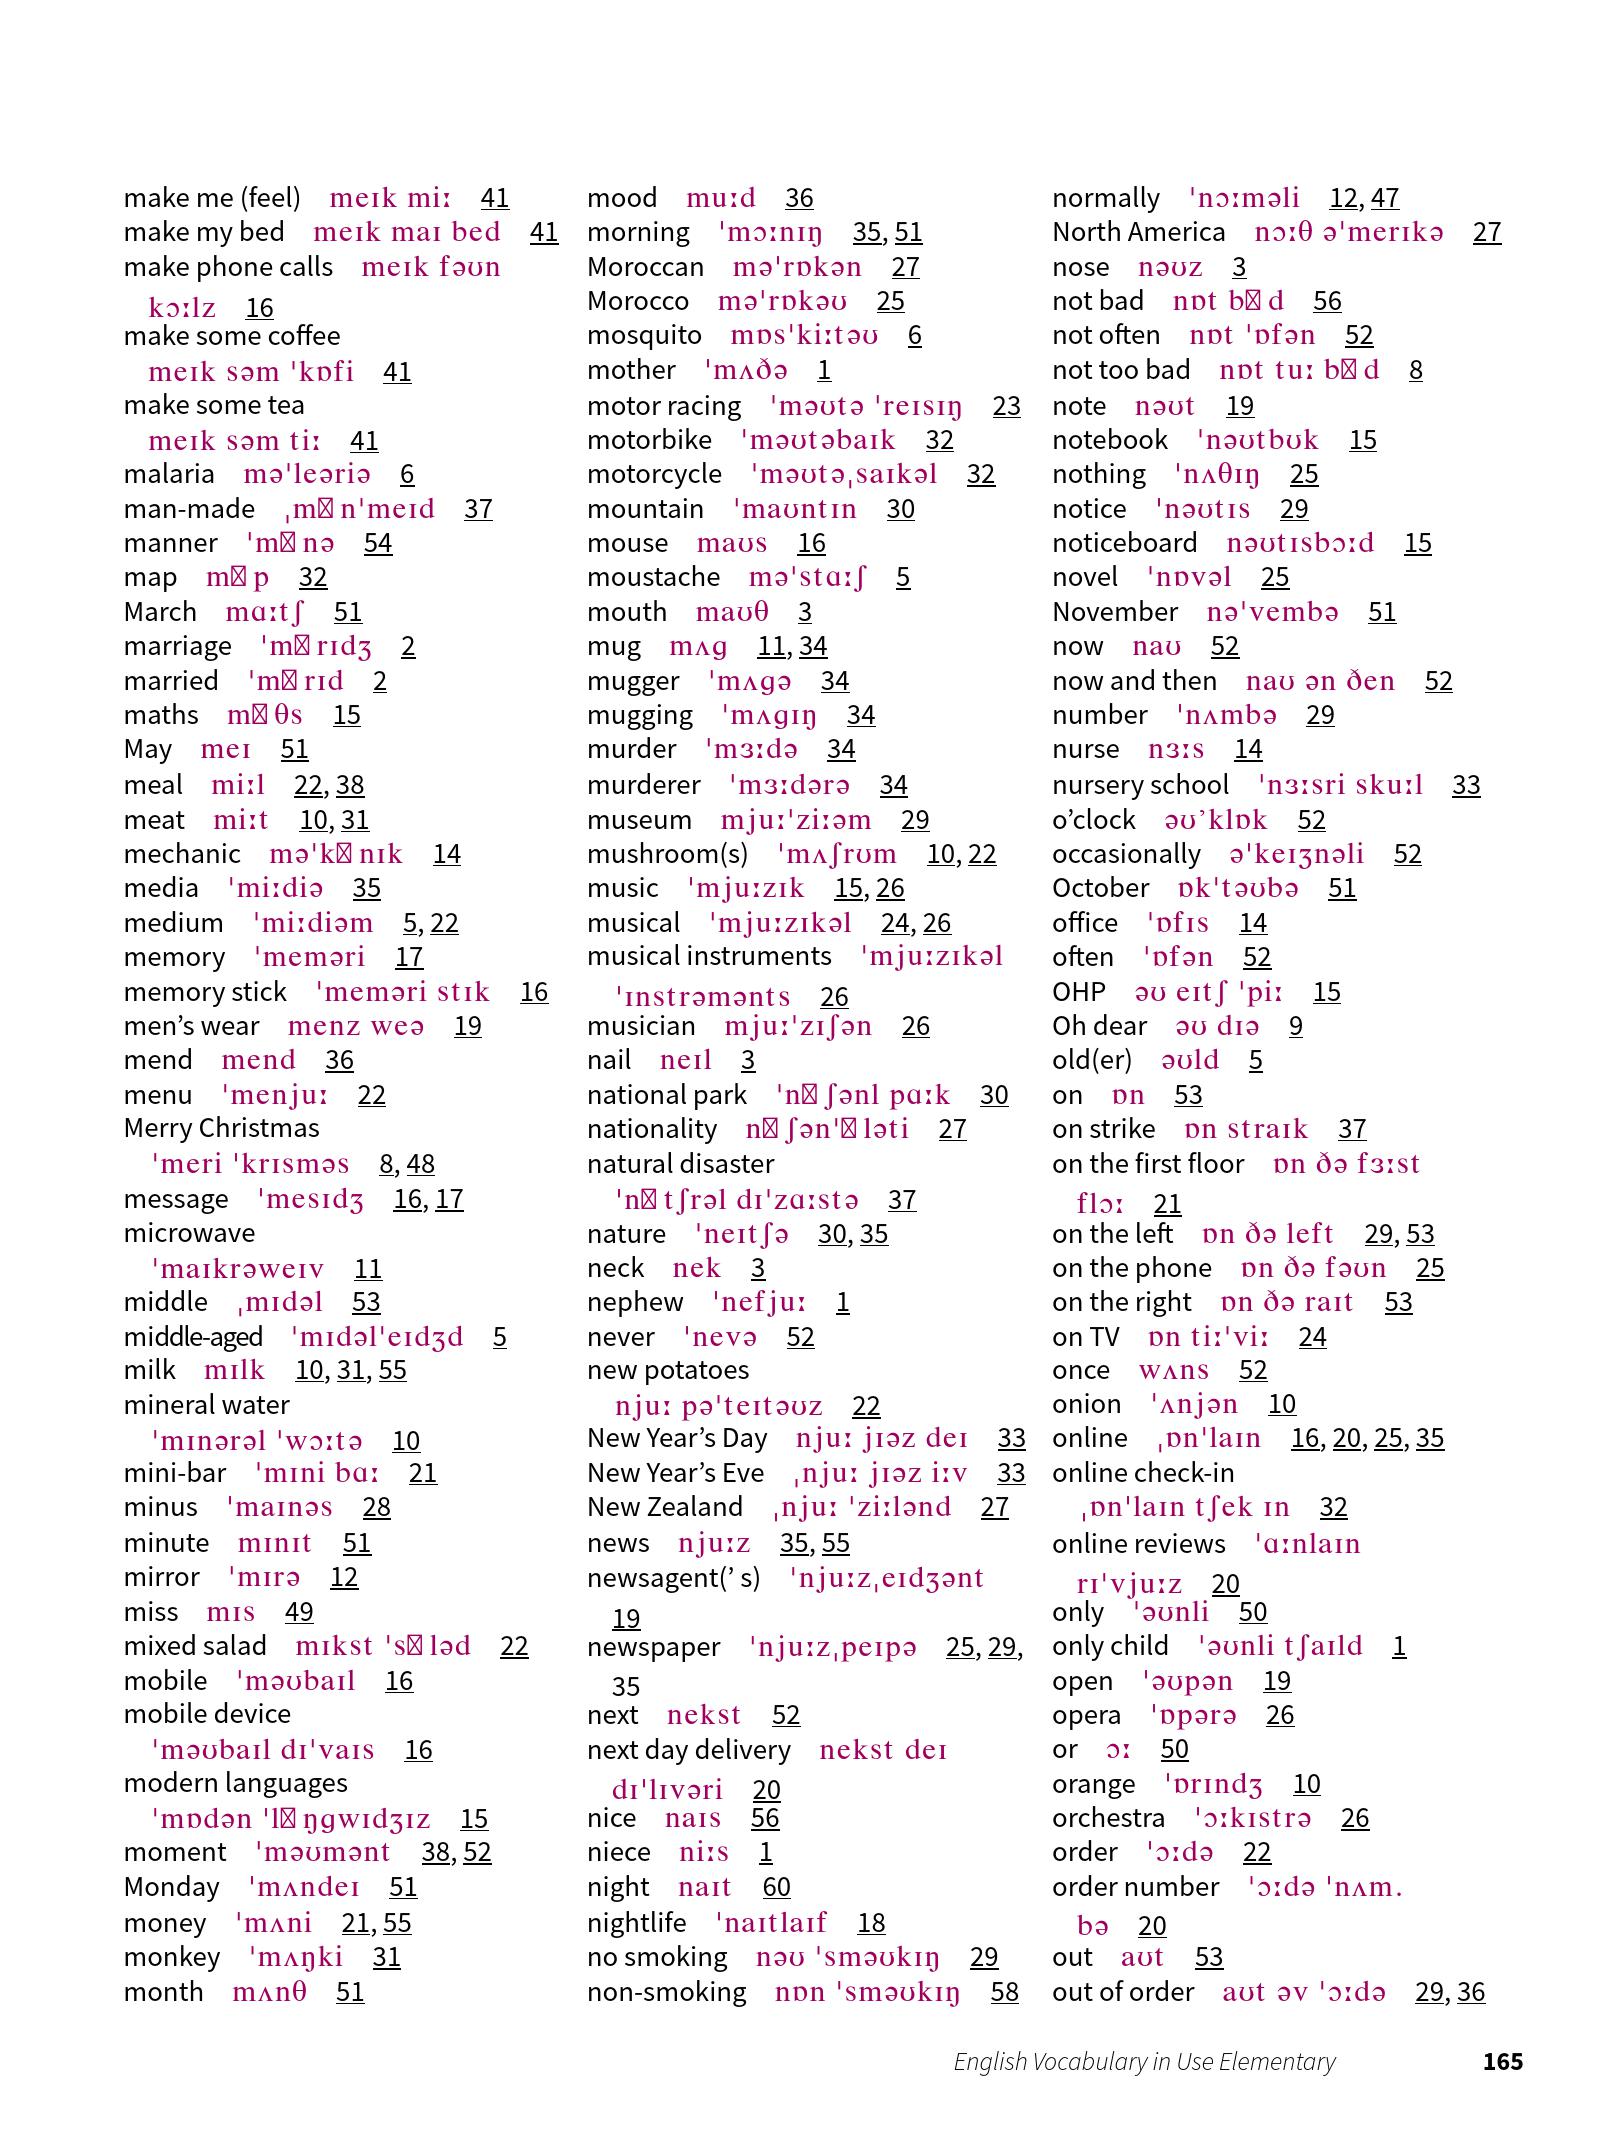 make me (feel) meɪk miː 41
make my bed meɪk maɪ bed 41
make phone calls meɪk fəʊn
kɔːlz 16
make some coffee
meɪk səm ˈkɒfi 41
make some tea
meɪk səm tiː 41
malaria məˈleəriə 6
man-made ˌm� nˈmeɪd 37
manner ˈm� nə 54
map m� p 32
March mɑːtʃ 51
marriage ˈm� rɪdʒ 2
married ˈm� rɪd 2
maths m� θs 15
May meɪ 51
meal miːl 22, 38
meat miːt 10, 31
mechanic məˈk� nɪk 14
media ˈmiːdiə 35
medium ˈmiːdiəm 5, 22
memory ˈmeməri 17
memory stick ˈmeməri stɪk 16
men’s wear menz weə 19
mend mend 36
menu ˈmenjuː 22
Merry Christmas
ˈmeri ˈkrɪsməs 8, 48
message ˈmesɪdʒ 16, 17
microwave
ˈmaɪkrəweɪv 11
middle ˌmɪdəl 53
middle-aged ˈmɪdəlˈeɪdʒd 5
milk mɪlk 10, 31, 55
mineral water
ˈmɪnərəl ˈwɔːtə 10
mini-bar ˈmɪni bɑː 21
minus ˈmaɪnəs 28
minute mɪnɪt 51
mirror ˈmɪrə 12
miss mɪs 49
mixed salad mɪkst ˈs� ləd 22
mobile ˈməʊbaɪl 16
mobile device
ˈməʊbaɪl dɪˈvaɪs 16
modern languages
ˈmɒdən ˈl� ŋgwɪdʒɪz 15
moment ˈməʊmənt 38, 52
Monday ˈmʌndeɪ 51
money ˈmʌni 21, 55
monkey ˈmʌŋki 31
month mʌnθ 51
mood muːd 36
morning ˈmɔːnɪŋ 35, 51
Moroccan məˈrɒkən 27
Morocco məˈrɒkəʊ 25
mosquito mɒsˈkiːtəʊ 6
mother ˈmʌðə 1
motor racing ˈməʊtə ˈreɪsɪŋ 23
motorbike ˈməʊtəbaɪk 32
motorcycle ˈməʊtəˌsaɪkəl 32
mountain ˈmaʊntɪn 30
mouse maʊs 16
moustache məˈstɑːʃ 5
mouth maʊθ 3
mug mʌg 11, 34
mugger ˈmʌgə 34
mugging ˈmʌgɪŋ 34
murder ˈmɜːdə 34
murderer ˈmɜːdərə 34
museum mjuːˈziːəm 29
mushroom(s) ˈmʌʃrʊm 10, 22
music ˈmjuːzɪk 15, 26
musical ˈmjuːzɪkəl 24, 26
musical instruments ˈmjuːzɪkəl
ˈɪnstrəmənts 26
musician mjuːˈzɪʃən 26
nail neɪl 3
national park ˈn� ʃənl pɑːk 30
nationality n� ʃənˈ� ləti 27
natural disaster
ˈn� tʃrəl dɪˈzɑːstə 37
nature ˈneɪtʃə 30, 35
neck nek 3
nephew ˈnefjuː 1
never ˈnevə 52
new potatoes
njuː pəˈteɪtəʊz 22
New Year’s Day njuː jɪəz deɪ 33
New Year’s Eve ˌnjuː jɪəz iːv 33
New Zealand ˌnjuː ˈziːlənd 27
news njuːz 35, 55
newsagent(’ s) ˈnjuːzˌeɪdʒənt
19
newspaper ˈnjuːzˌpeɪpə 25, 29,
35
next nekst 52
next day delivery nekst deɪ
dɪˈlɪvəri 20
nice naɪs 56
niece niːs 1
night naɪt 60
nightlife ˈnaɪtlaɪf 18
no smoking nəʊ ˈsməʊkɪŋ 29
non-smoking nɒn ˈsməʊkɪŋ 58
normally ˈnɔːməli 12, 47
North America nɔːθ əˈmerɪkə 27
nose nəʊz 3
not bad nɒt b� d 56
not often nɒt ˈɒfən 52
not too bad nɒt tuː b� d 8
note nəʊt 19
notebook ˈnəʊtbʊk 15
nothing ˈnʌθɪŋ 25
notice ˈnəʊtɪs 29
noticeboard nəʊtɪsbɔːd 15
novel ˈnɒvəl 25
November nəˈvembə 51
now naʊ 52
now and then naʊ ən ðen 52
number ˈnʌmbə 29
nurse nɜːs 14
nursery school ˈnɜːsri skuːl 33
o’clock əʊ’klɒk 52
occasionally əˈkeɪʒnəli 52
October ɒkˈtəʊbə 51
office ˈɒfɪs 14
often ˈɒfən 52
OHP əʊ eɪtʃ ˈpiː 15
Oh dear əʊ dɪə 9
old(er) əʊld 5
on ɒn 53
on strike ɒn straɪk 37
on the first floor ɒn ðə fɜːst
flɔː 21
on the left ɒn ðə left 29, 53
on the phone ɒn ðə fəʊn 25
on the right ɒn ðə raɪt 53
on TV ɒn tiːˈviː 24
once wʌns 52
onion ˈʌnjən 10
online ˌɒnˈlaɪn 16, 20, 25, 35
online check-in
ˌɒnˈlaɪn tʃek ɪn 32
online reviews ˈɑːnlaɪn
rɪˈvjuːz 20
only ˈəʊnli 50
only child ˈəʊnli tʃaɪld 1
open ˈəʊpən 19
opera ˈɒpərə 26
or ɔː 50
orange ˈɒrɪndʒ 10
orchestra ˈɔːkɪstrə 26
order ˈɔːdə 22
order number ˈɔːdə ˈnʌm.
bə 20
out aʊt 53
out of order aʊt əv ˈɔːdə 29, 36
English Vocabulary in Use Elementary 165